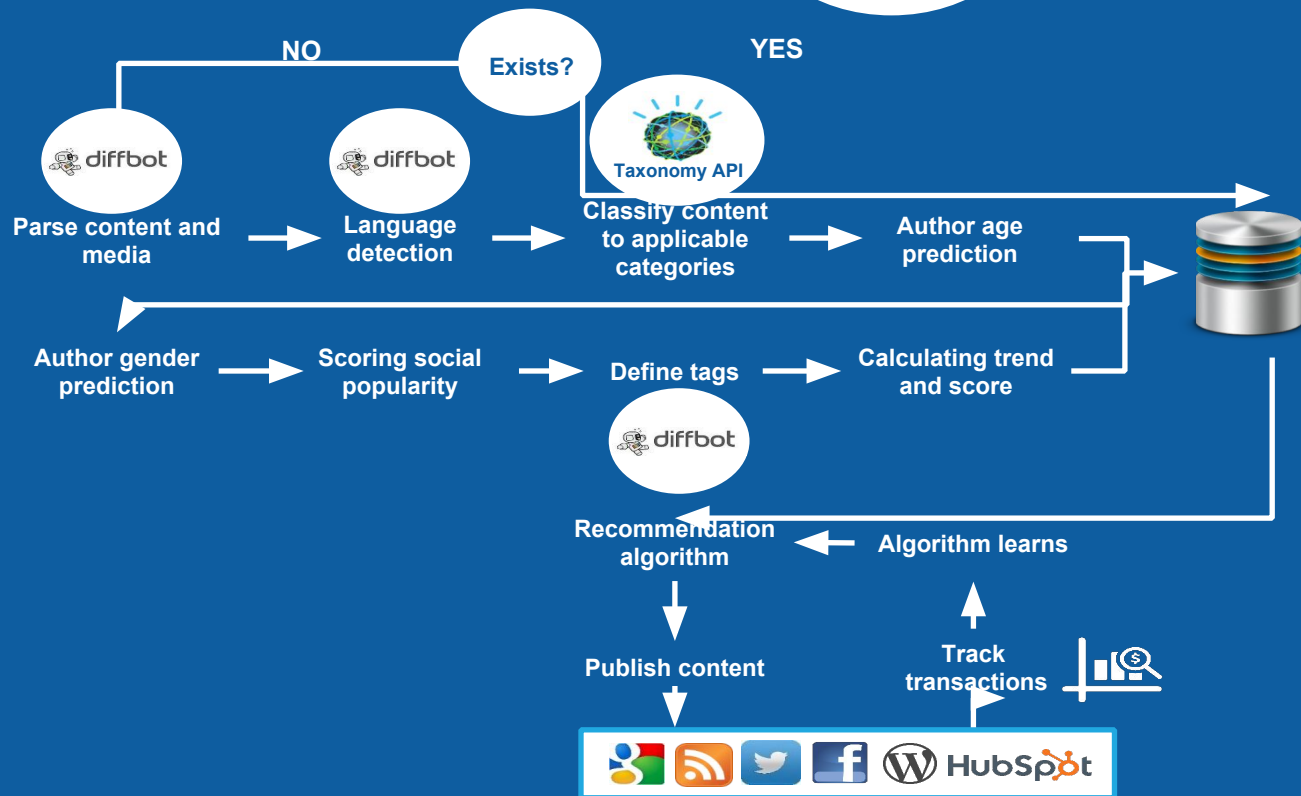 NO
YES
Exists?
diffbot
diffbot
Taxonomy API
Parse content and
media
Language
detection
Classify content
to applicable
categories
Author age
prediction
Author gender
prediction
Scoring social
popularity
Define tags
Calculating trend
and score
diffbot
Recommendation
algorithm
Algorithm learns
Publish content
Track
transactions
$
g
f
W
HubSpot